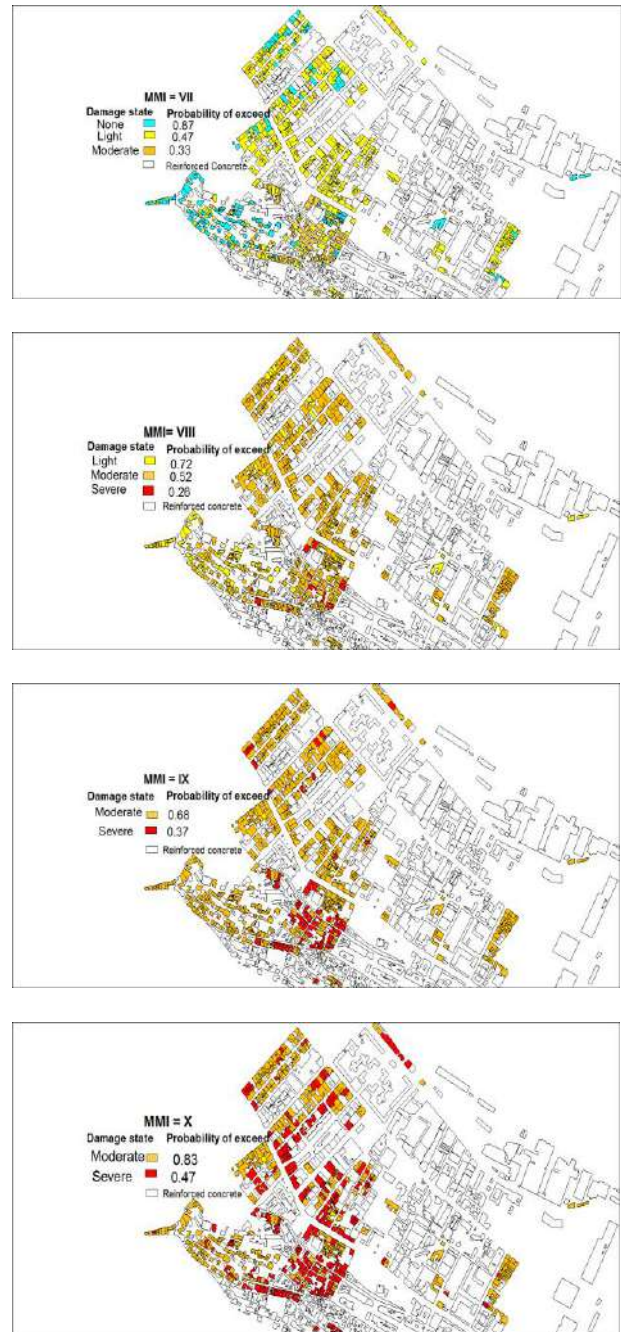 MMI = VII
Damage state Probability of exceed
None 0.87
Light 0.47
Moderate 0.33
Reinforced Concrete
MMI= VIII
Damage state Probability of exceed
Light 0.72
Moderate 0.52
Severe 0.26
Reinforced concrete
MMI = IX
Damage state Probability of exceed
Moderate 0.68
Severe 0.37
Reinforced concrete
MMI = X
Damage state Probability of exceed
Moderate 0.83
Severe 0.47
Reinforced concrete